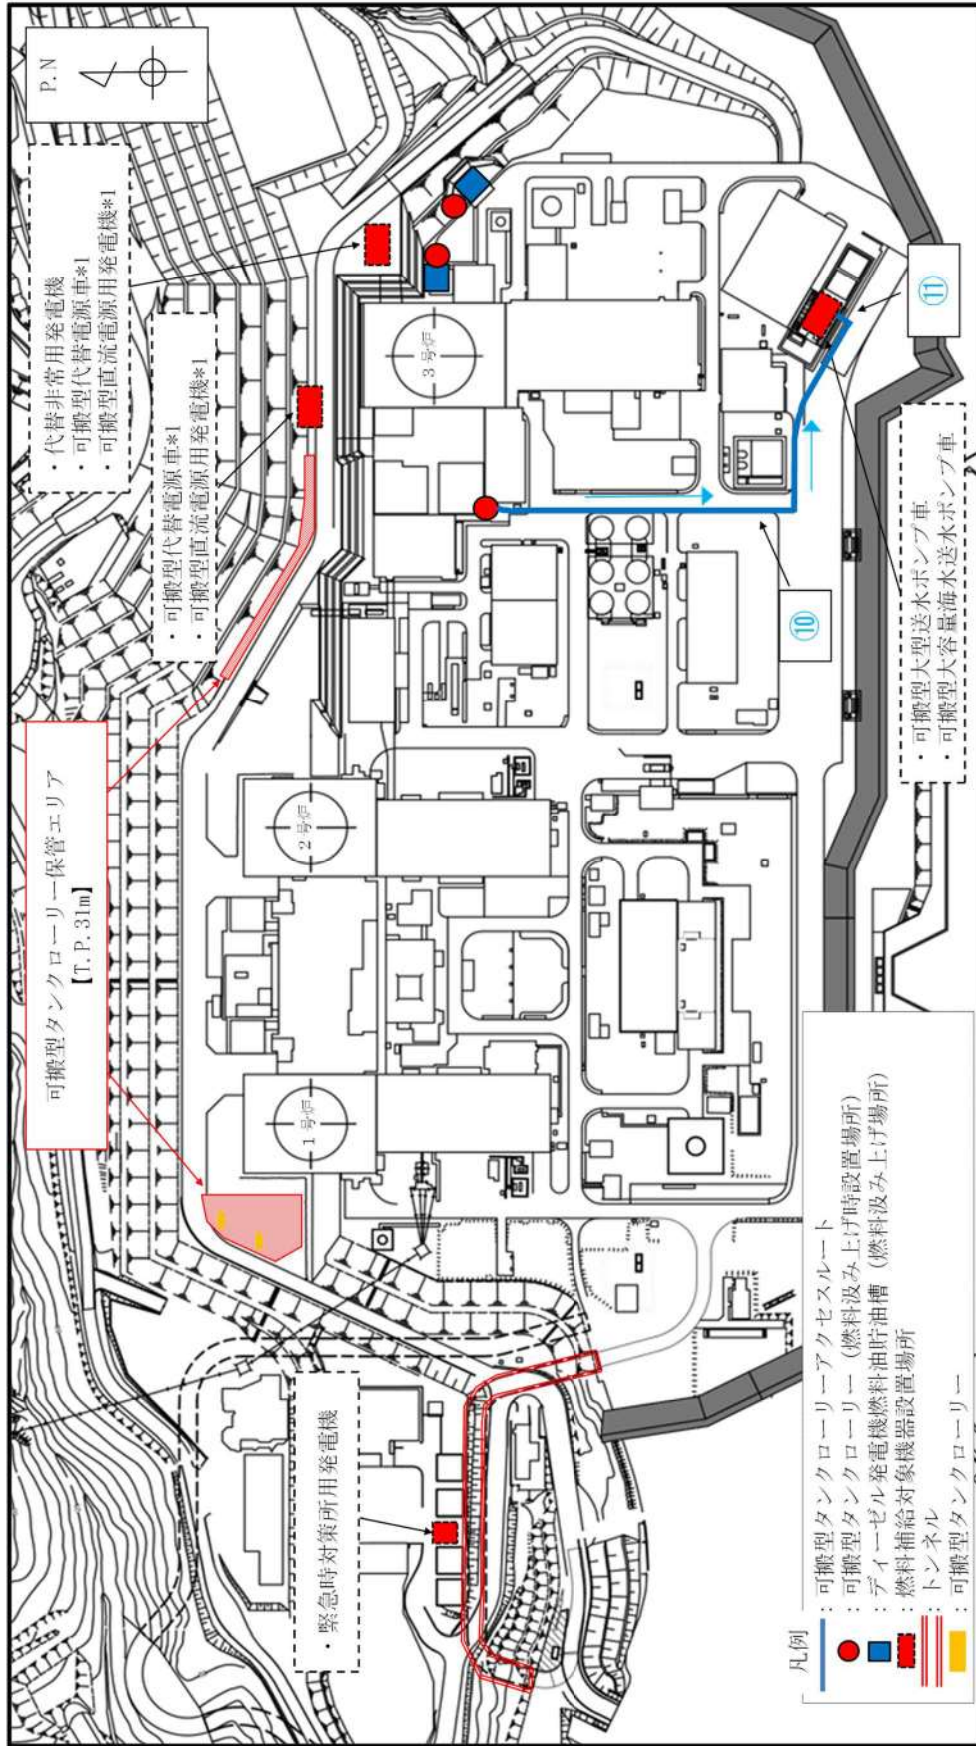 P.N
・代替非常用発電機
・可搬型代替電源車*1
・可搬型直流電源用発電機*1
・可搬型代替電源車*1
・可搬型直流電源用発電機*1
可搬型タンクローリー保管エリア
【T.P.31m】
・緊急時対策所用発電機
1号炉
2号炉
3号炉
⑩
⑪
・可搬型大型送水ポンプ車
・可搬型大容量海水送水ポンプ車
凡例
：可搬型タンクローリーアクセスルート
：可搬型タンクローリー（燃料汲み上げ時設置場所）
：ディーゼル発電機燃料油貯油槽（燃料汲み上げ場所）
：燃料補給対象機器設置場所
：トンネル
：可搬型タンクローリー